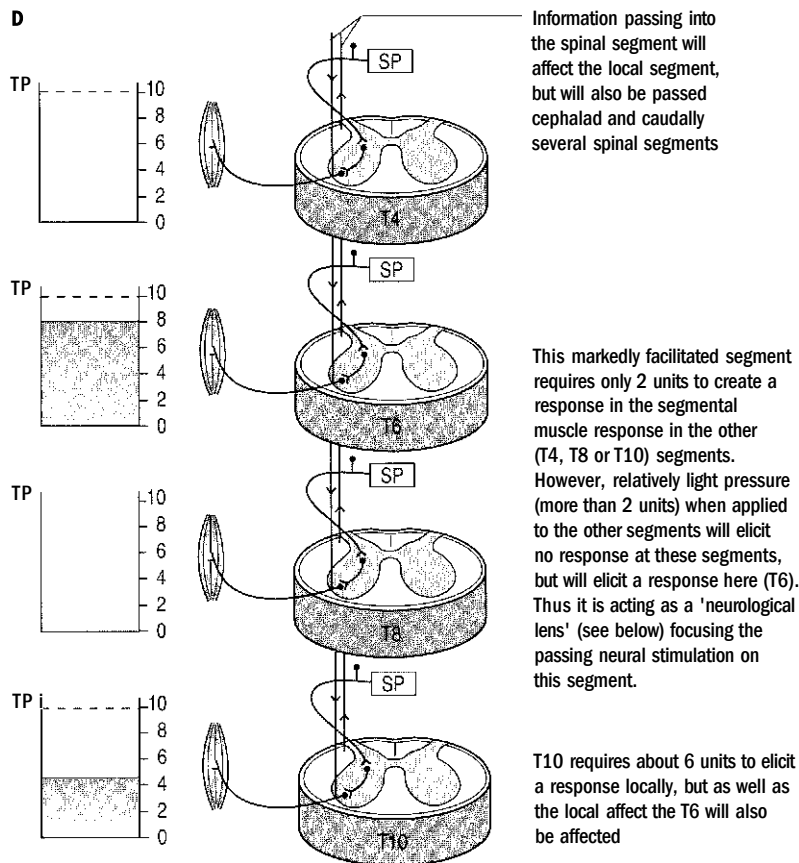 D
Information passing into
the spinal segment will
affect the local segment,
but will also be passed
cephalad and caudally
several spinal segments
SP
TP
10
8
6
4
2
0
T4
SP
TP
10
8
6
4
2
0
T6
This markedly facilitated segment
requires only 2 units to create a
response in the segmental
muscle response in the other
(T4, T8 or T10) segments.
However, relatively light pressure
(more than 2 units) when applied
to the other segments will elicit
no response at these segments,
but will elicit a response here (T6).
Thus it is acting as a 'neurological
lens' (see below) focusing the
passing neural stimulation on
this segment.
SP
TP
10
8
6
4
2
0
T8
SP
TP
10
8
6
4
2
0
T10
T10 requires about 6 units to elicit
a response locally, but as well as
the local affect the T6 will also
be affected